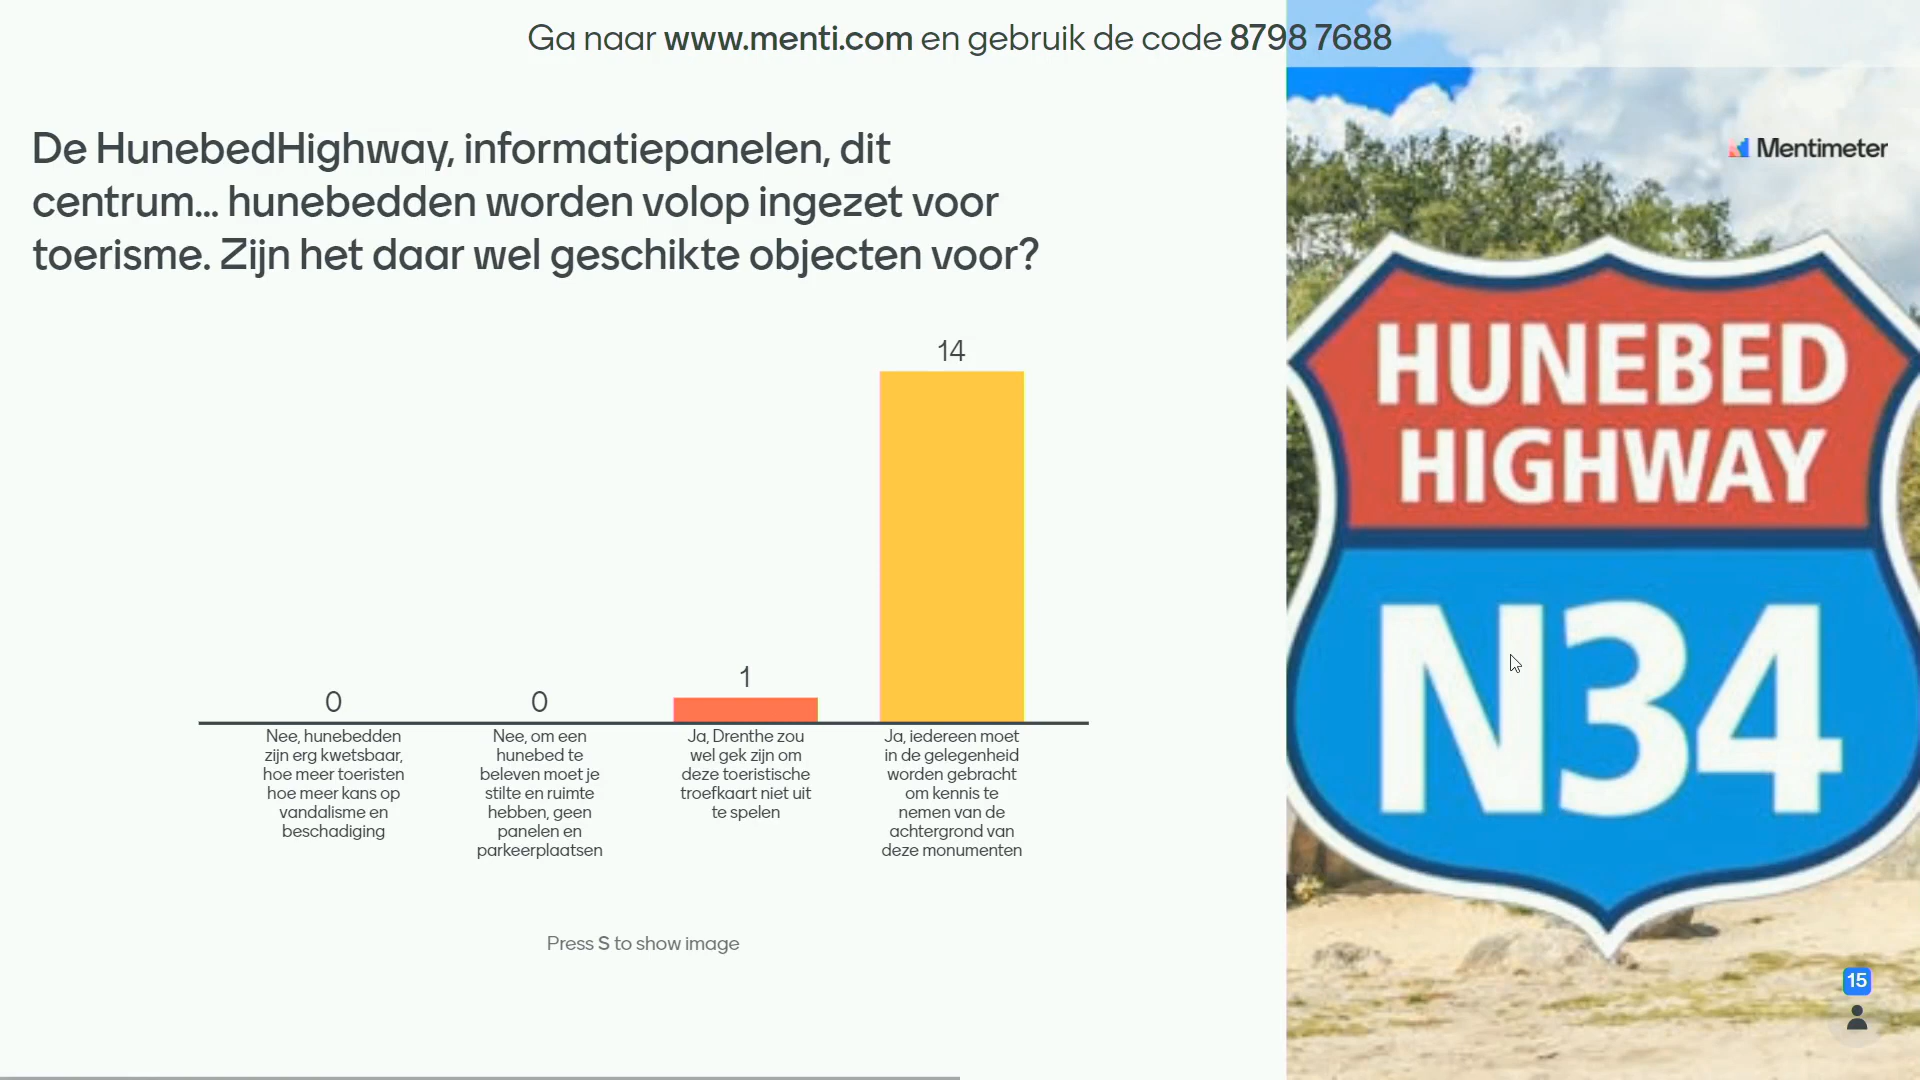 Ga naar www.menti.com en gebruik de code 8798 7688
Mentimeter
De HunebedHighway, informatiepanelen, dit
centrum... hunebedden worden volop ingezet voor
toerisme. Zijn het daar wel geschikte objecten voor?
0
Nee, hunebedden
zijn erg kwetsbaar,
hoe meer toeristen
hoe meer kans op
vandalisme en
beschadiging
0
Nee, om een
hunebed te
beleven moet je
stilte en ruimte
hebben, geen
panelen en
parkeerplaatsen
1
Ja, Drenthe zou
wel gek zijn om
deze toeristische
troefkaart niet uit
te spelen
14
Ja, iedereen moet
in de gelegenheid
worden gebracht
om kennis te
nemen van de
achtergrond van
deze monumenten
Press S to show image
HUNEBED
HIGHWAY
N34
15